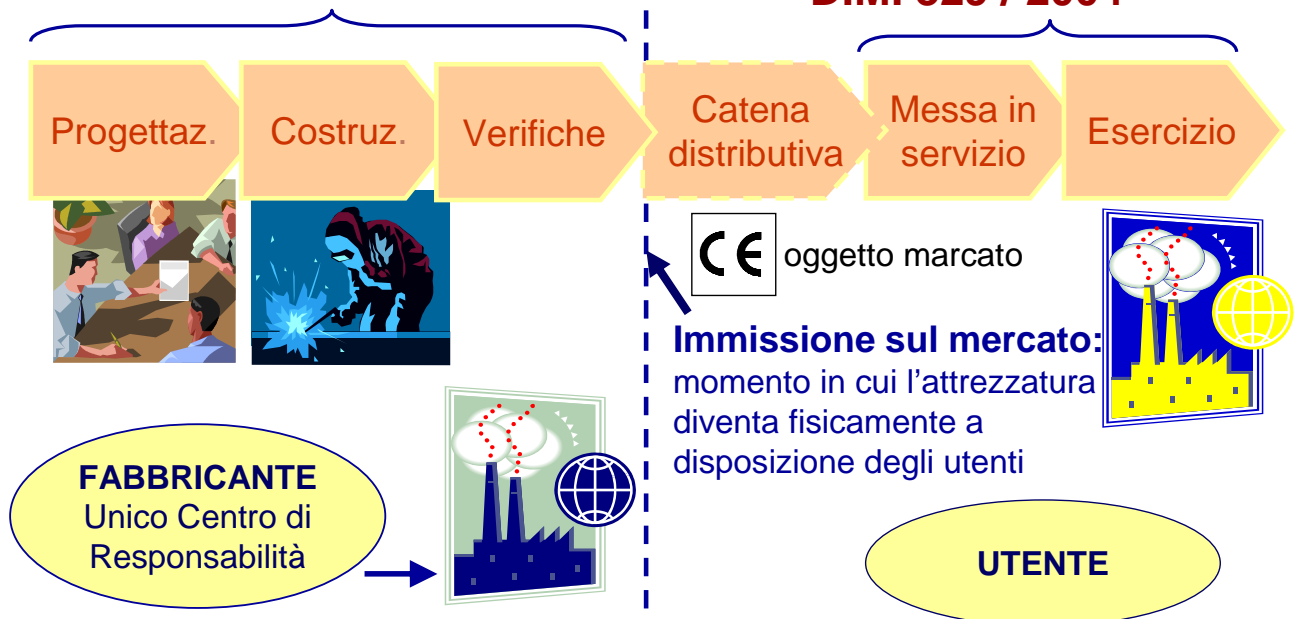 Progettaz.
Costruz.
Verifiche
Catena
distributiva
Messa in
servizio
Esercizio
CE
oggetto marcato
Immissione sul mercato:
momento in cui l'attrezzatura
diventa fisicamente a
disposizione degli utenti
FABBRICANTE
Unico Centro di
Responsabilità
UTENTE